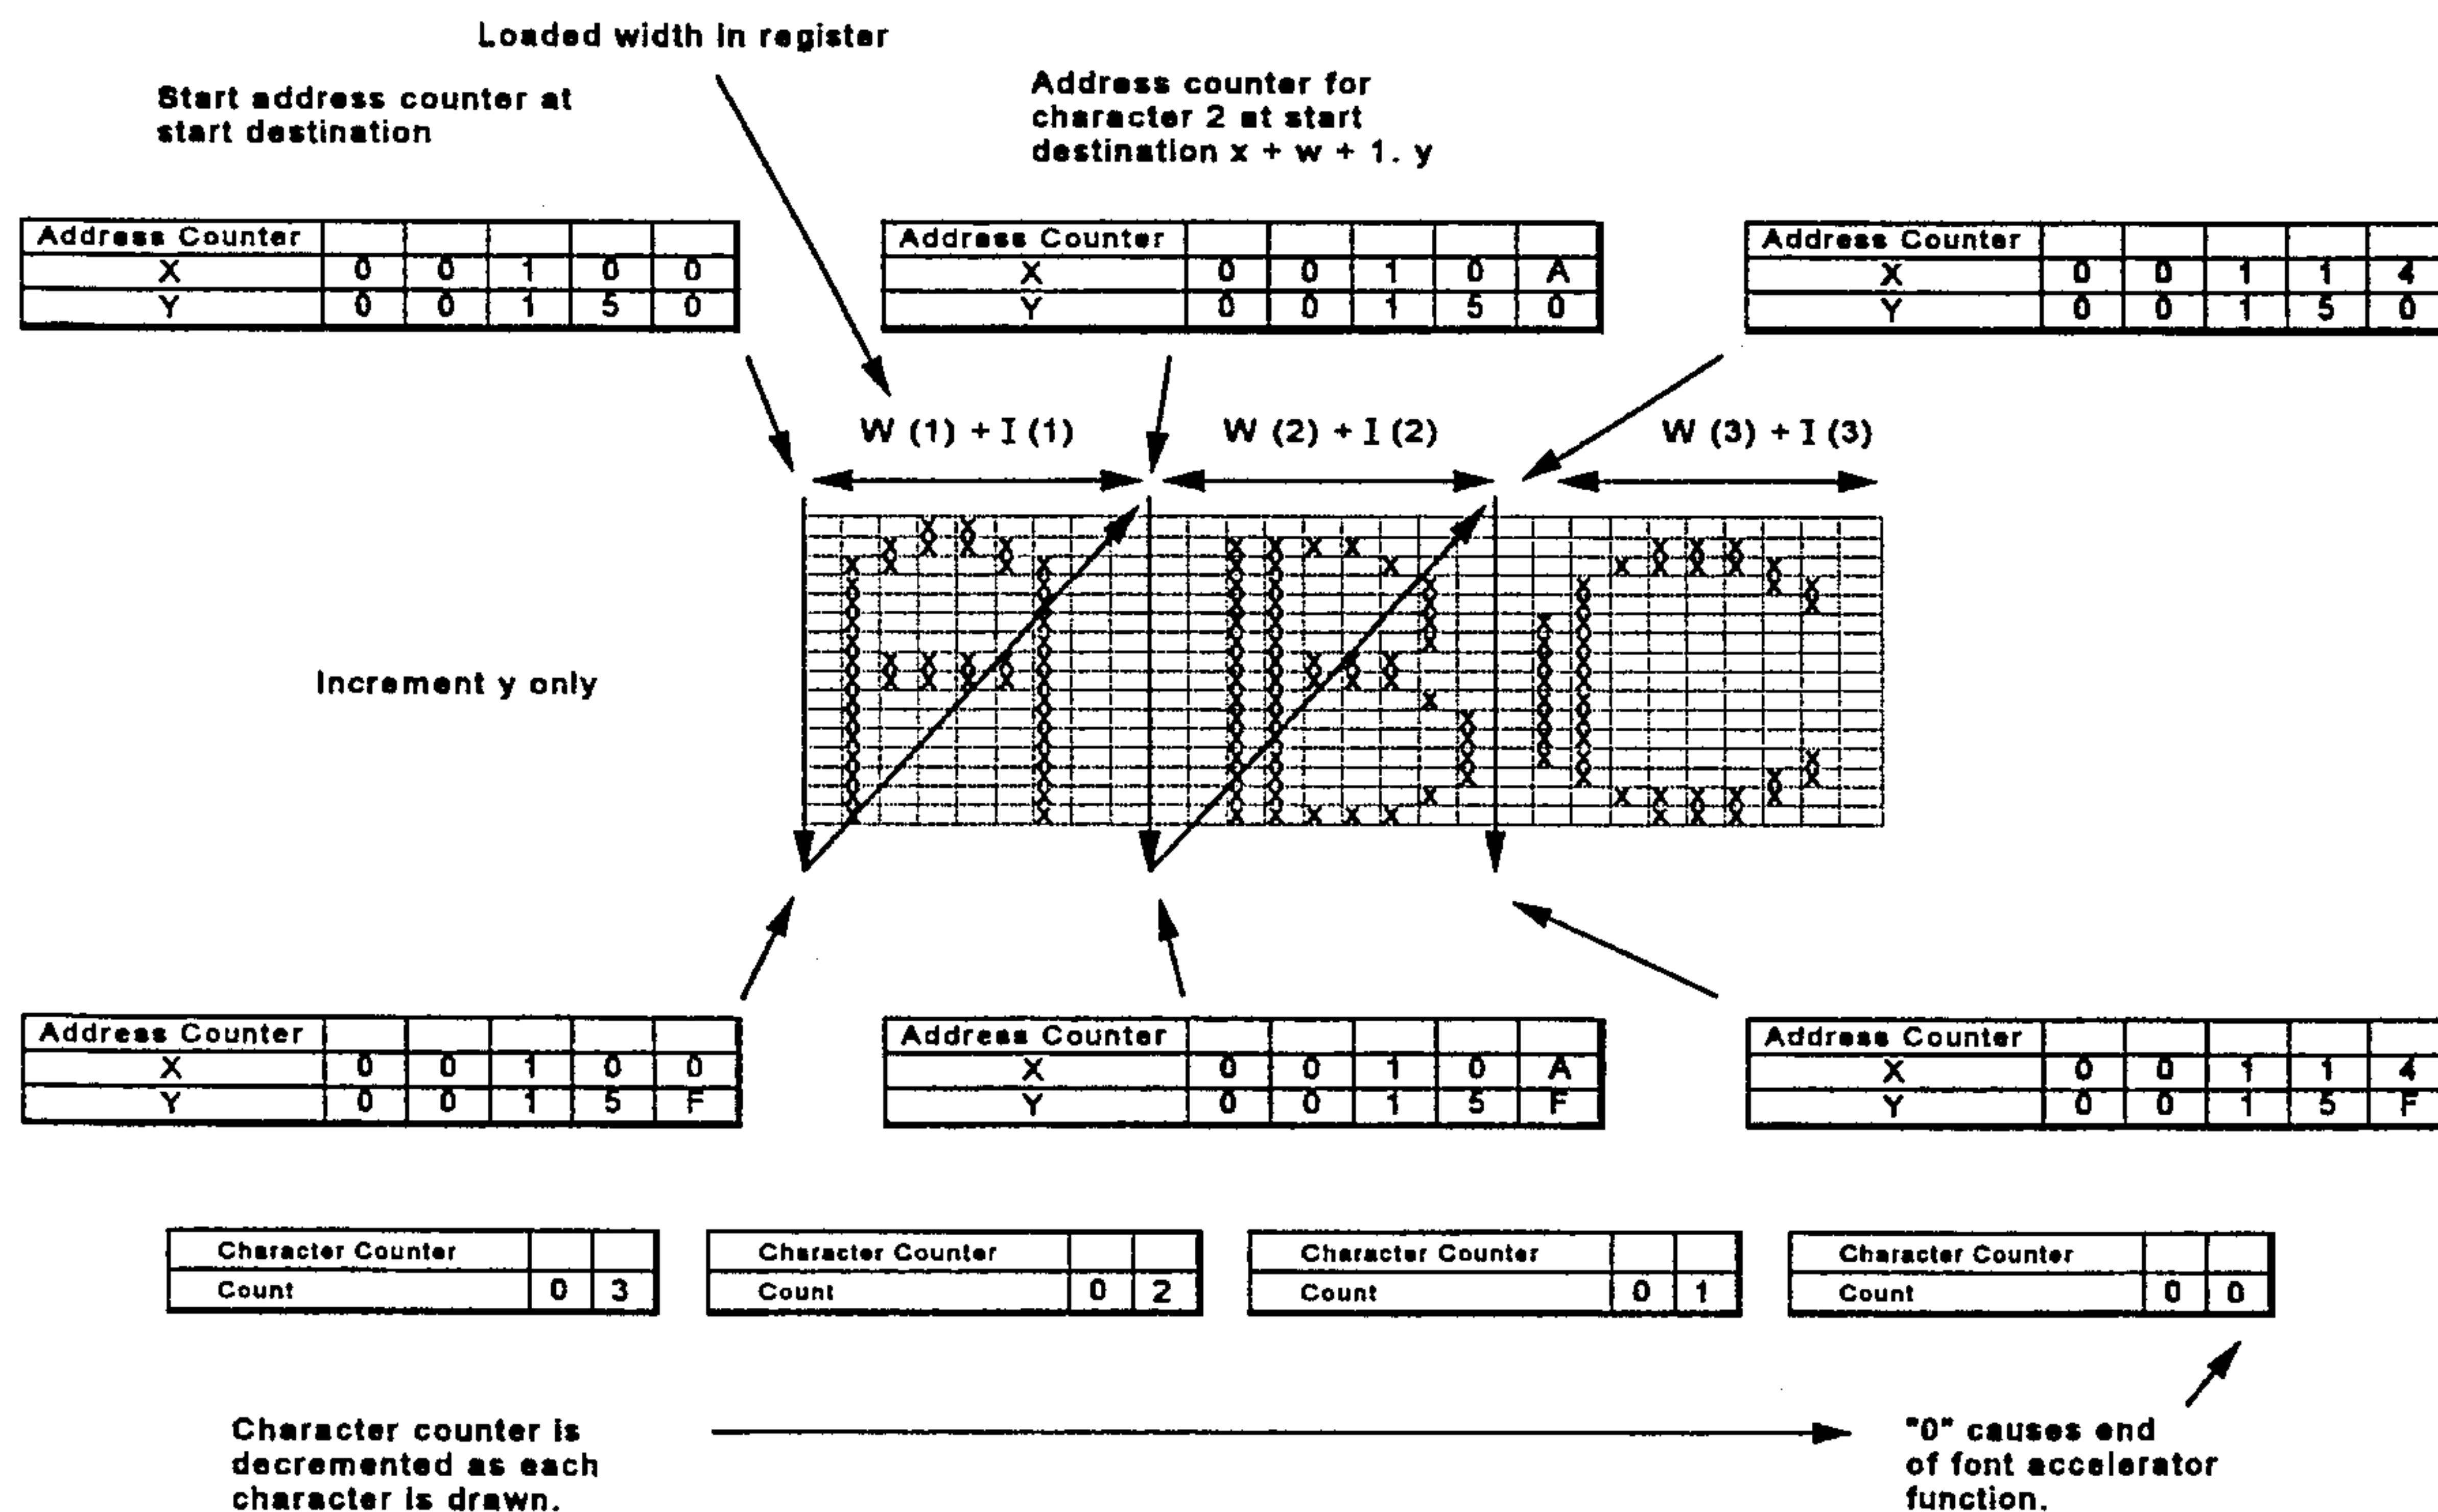 Loaded width in register
Start address counter at
start destination
Address counter for
character 2 at start
destination x + w + 1. y
Address Counter
X 0 0 1 0 0
Y 0 0 1 5 0
Address Counter
X 0 0 1 0 A
Y 0 0 1 5 0
Address Counter
X 0 0 1 1 4
Y 0 0 1 5 0
W (1) + I (1)
W (2) + I (2)
W (3) + I (3)
Increment y only
Address Counter
X 0 0 1 0 0
Y 0 0 1 5 F
Address Counter
X 0 0 1 0 A
Y 0 0 1 5 F
Address Counter
X 0 0 1 1 4
Y 0 0 1 5 F
Character Counter
Count 0 3
Character Counter
Count 0 2
Character Counter
Count 0 1
Character Counter
Count 0 0
Character counter is
decremented as each
character is drawn.
"0" causes end
of font accelerator
function.